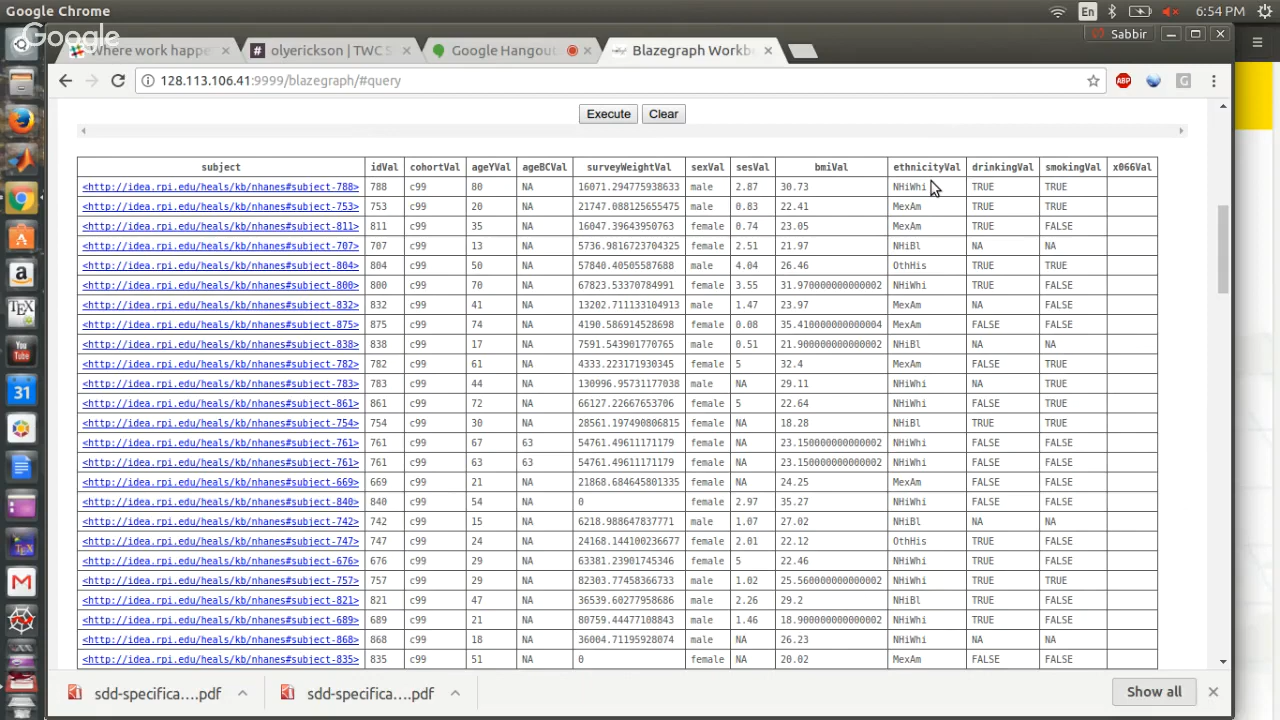 Google Chrome
En
6:54 PM
Google
Where work happe
olyerickson | TWC S
Google Hangou
Blazegraph Workb
Sabbir
128.113.106.41:9999/blazegraph/#query
ABP
G
Execute Clear
subject idVal cohortVal ageYVal ageBCVal surveyWeightVal sexVal sesVal bmiVal ethnicityVal drinkingVal smokingVal x066Val
<http://idea.rpi.edu/heals/kb/nhanes#subject-788> 788 c99 80 NA 16071.294775938633 male 2.87 30.73 NHiWhi TRUE TRUE
<http://idea.rpi.edu/heals/kb/nhanes#subject-753> 753 c99 20 NA 21747.088125655475 male 0.83 22.41 MexAm TRUE TRUE
<http://idea.rpi.edu/heals/kb/nhanes#subject-811> 811 c99 35 NA 16047.39643950763 female 0.74 23.05 MexAm TRUE FALSE
<http://idea.rpi.edu/heals/kb/nhanes#subject-707> 707 c99 13 NA 5736.9816723704325 female 2.51 21.97 NHiBl NA NA
<http://idea.rpi.edu/heals/kb/nhanes#subject-804> 804 c99 50 NA 57840.40505587688 male 4.04 26.46 OthHis TRUE TRUE
<http://idea.rpi.edu/heals/kb/nhanes#subject-800> 800 c99 70 NA 67823.53370784991 female 3.55 31.970000000000002 NHiWhi TRUE FALSE
<http://idea.rpi.edu/heals/kb/nhanes#subject-832> 832 c99 41 NA 13202.711133104913 male 1.47 23.97 MexAm NA TRUE
<http://idea.rpi.edu/heals/kb/nhanes#subject-875> 875 c99 74 NA 4190.586914528698 female 0.08 35.410000000000004 MexAm FALSE FALSE
<http://idea.rpi.edu/heals/kb/nhanes#subject-838> 838 c99 17 NA 7591.543901770765 male 0.51 21.900000000000002 NHiBl NA NA
<http://idea.rpi.edu/heals/kb/nhanes#subject-782> 782 c99 61 NA 4333.223171930345 female 5 32.4 MexAm FALSE TRUE
<http://idea.rpi.edu/heals/kb/nhanes#subject-783> 783 c99 44 NA 130996.95731177038 male NA 29.11 NHiWhi NA TRUE
<http://idea.rpi.edu/heals/kb/nhanes#subject-861> 861 c99 72 NA 66127.22667653706 female 5 22.64 NHiWhi FALSE TRUE
<http://idea.rpi.edu/heals/kb/nhanes#subject-754> 754 c99 30 NA 28561.197490806815 female NA 18.28 NHiBl TRUE TRUE
<http://idea.rpi.edu/heals/kb/nhanes#subject-761> 761 c99 67 63 54761.49611171179 female 2 23.150000000000002 NHiWhi FALSE FALSE
<http://idea.rpi.edu/heals/kb/nhanes#subject-761> 761 c99 63 63 54761.49611171179 female NA 23.150000000000002 NHiWhi FALSE FALSE
<http://idea.rpi.edu/heals/kb/nhanes#subject-669> 669 c99 21 NA 21868.684645801335 female NA 24.25 MexAm FALSE FALSE
<http://idea.rpi.edu/heals/kb/nhanes#subject-840> 840 c99 54 NA 0 female 2.97 35.27 NHiWhi FALSE FALSE
<http://idea.rpi.edu/heals/kb/nhanes#subject-742> 742 c99 15 NA 6218.988647837771 male 1.07 27.02 NHiBl NA NA
<http://idea.rpi.edu/heals/kb/nhanes#subject-747> 747 c99 24 NA 24168.144100236677 female 2.01 22.12 OthHis TRUE FALSE
<http://idea.rpi.edu/heals/kb/nhanes#subject-676> 676 c99 29 NA 63381.23901745346 female 5 22.46 NHiWhi TRUE FALSE
<http://idea.rpi.edu/heals/kb/nhanes#subject-757> 757 c99 29 NA 82303.77458366733 male 1.02 25.560000000000002 NHiWhi TRUE TRUE
<http://idea.rpi.edu/heals/kb/nhanes#subject-821> 821 c99 47 NA 36539.60277958686 male 2.26 29.2 NHiBl TRUE FALSE
<http://idea.rpi.edu/heals/kb/nhanes#subject-689> 689 c99 21 NA 80759.44477108843 male 1.46 18.900000000000002 NHiWhi TRUE FALSE
<http://idea.rpi.edu/heals/kb/nhanes#subject-868> 868 c99 18 NA 36004.71195928074 male NA 26.23 NHiWhi NA NA
<http://idea.rpi.edu/heals/kb/nhanes#subject-835> 835 c99 51 NA 0 female NA 20.02 MexAm FALSE FALSE
sdd-specifica....pdf
sdd-specifica....pdf
Show all
a
TEX
You
Tube
31